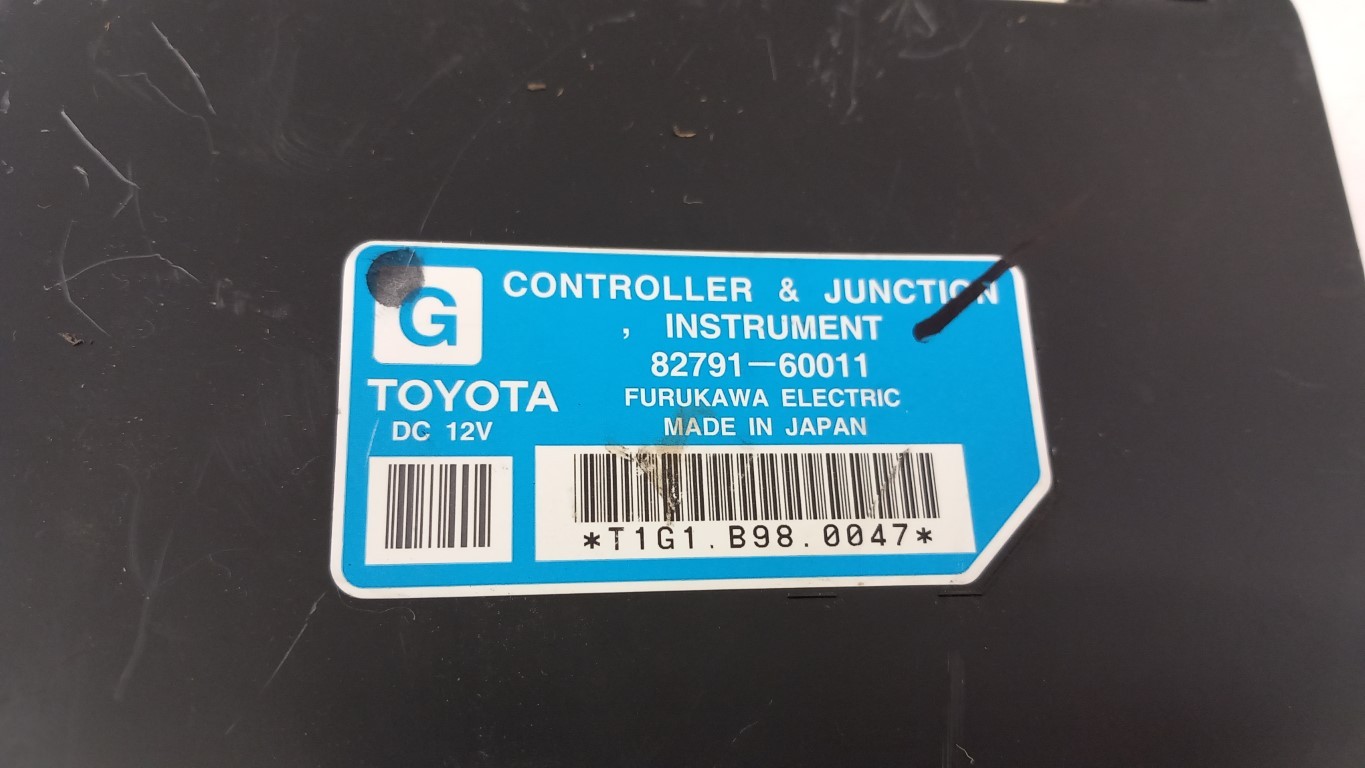 G
CONTROLLER & JUNCTION
, INSTRUMENT
82791-60011
TOYOTA
FURUKAWA ELECTRIC
DC 12V
MADE IN JAPAN
*T1G1.B98.0047*